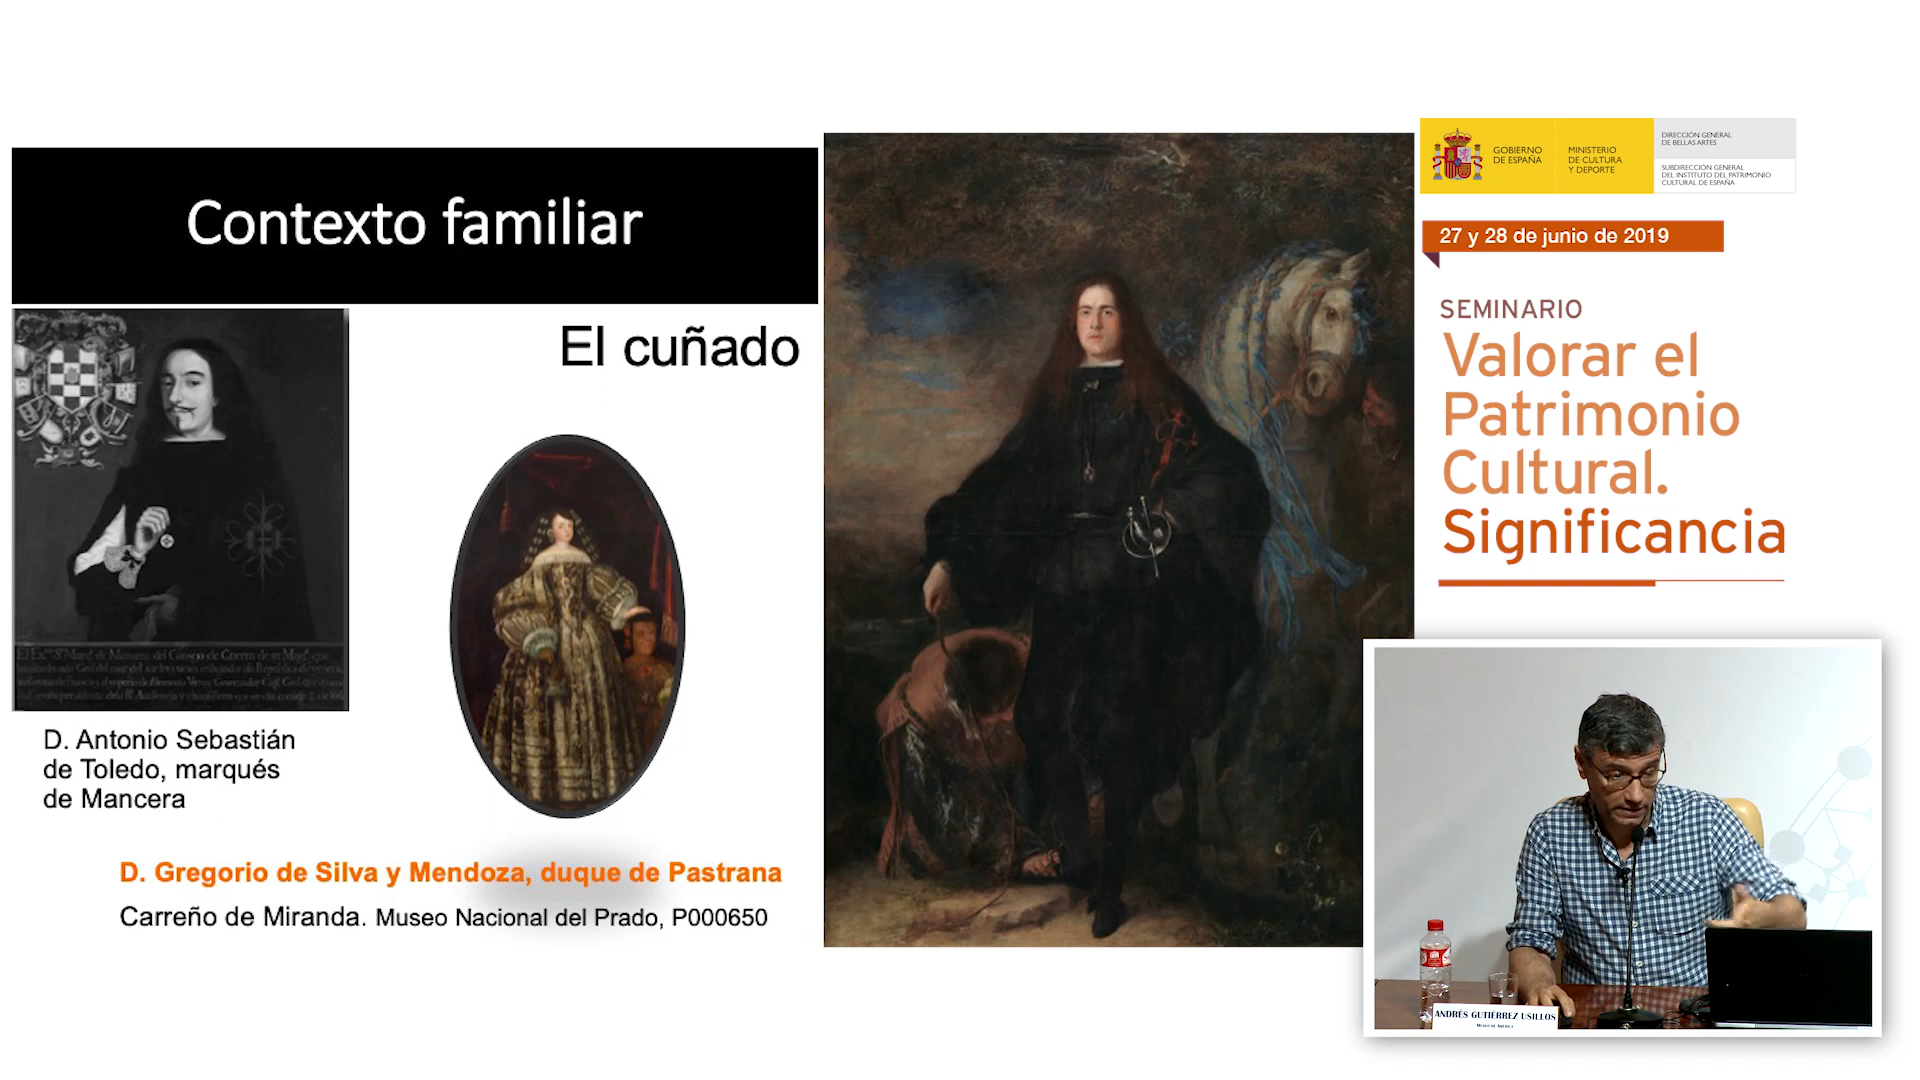 Contexto familiar
El cuñado
D. Antonio Sebastián
de Toledo, marqués
de Mancera
D. Gregorio de Silva y Mendoza, duque de Pastrana
Carreño de Miranda. Museo Nacional del Prado, P000650
GOBIERNO
DE ESPAÑA
MINISTERIO
DE CULTURA
Y DEPORTE
DIRECCIÓN GENERAL
DE BELLAS ARTES
SUBDIRECCIÓN GENERAL
DEL INSTITUTO DEL PATRIMONIO
CULTURAL DE ESPAÑA
27 y 28 de junio de 2019
SEMINARIO
Valorar el
Patrimonio
Cultural.
Significancia
ANDRÉS GUTIÉRREZ USILLOS
MUSEO DE AMÉRICA